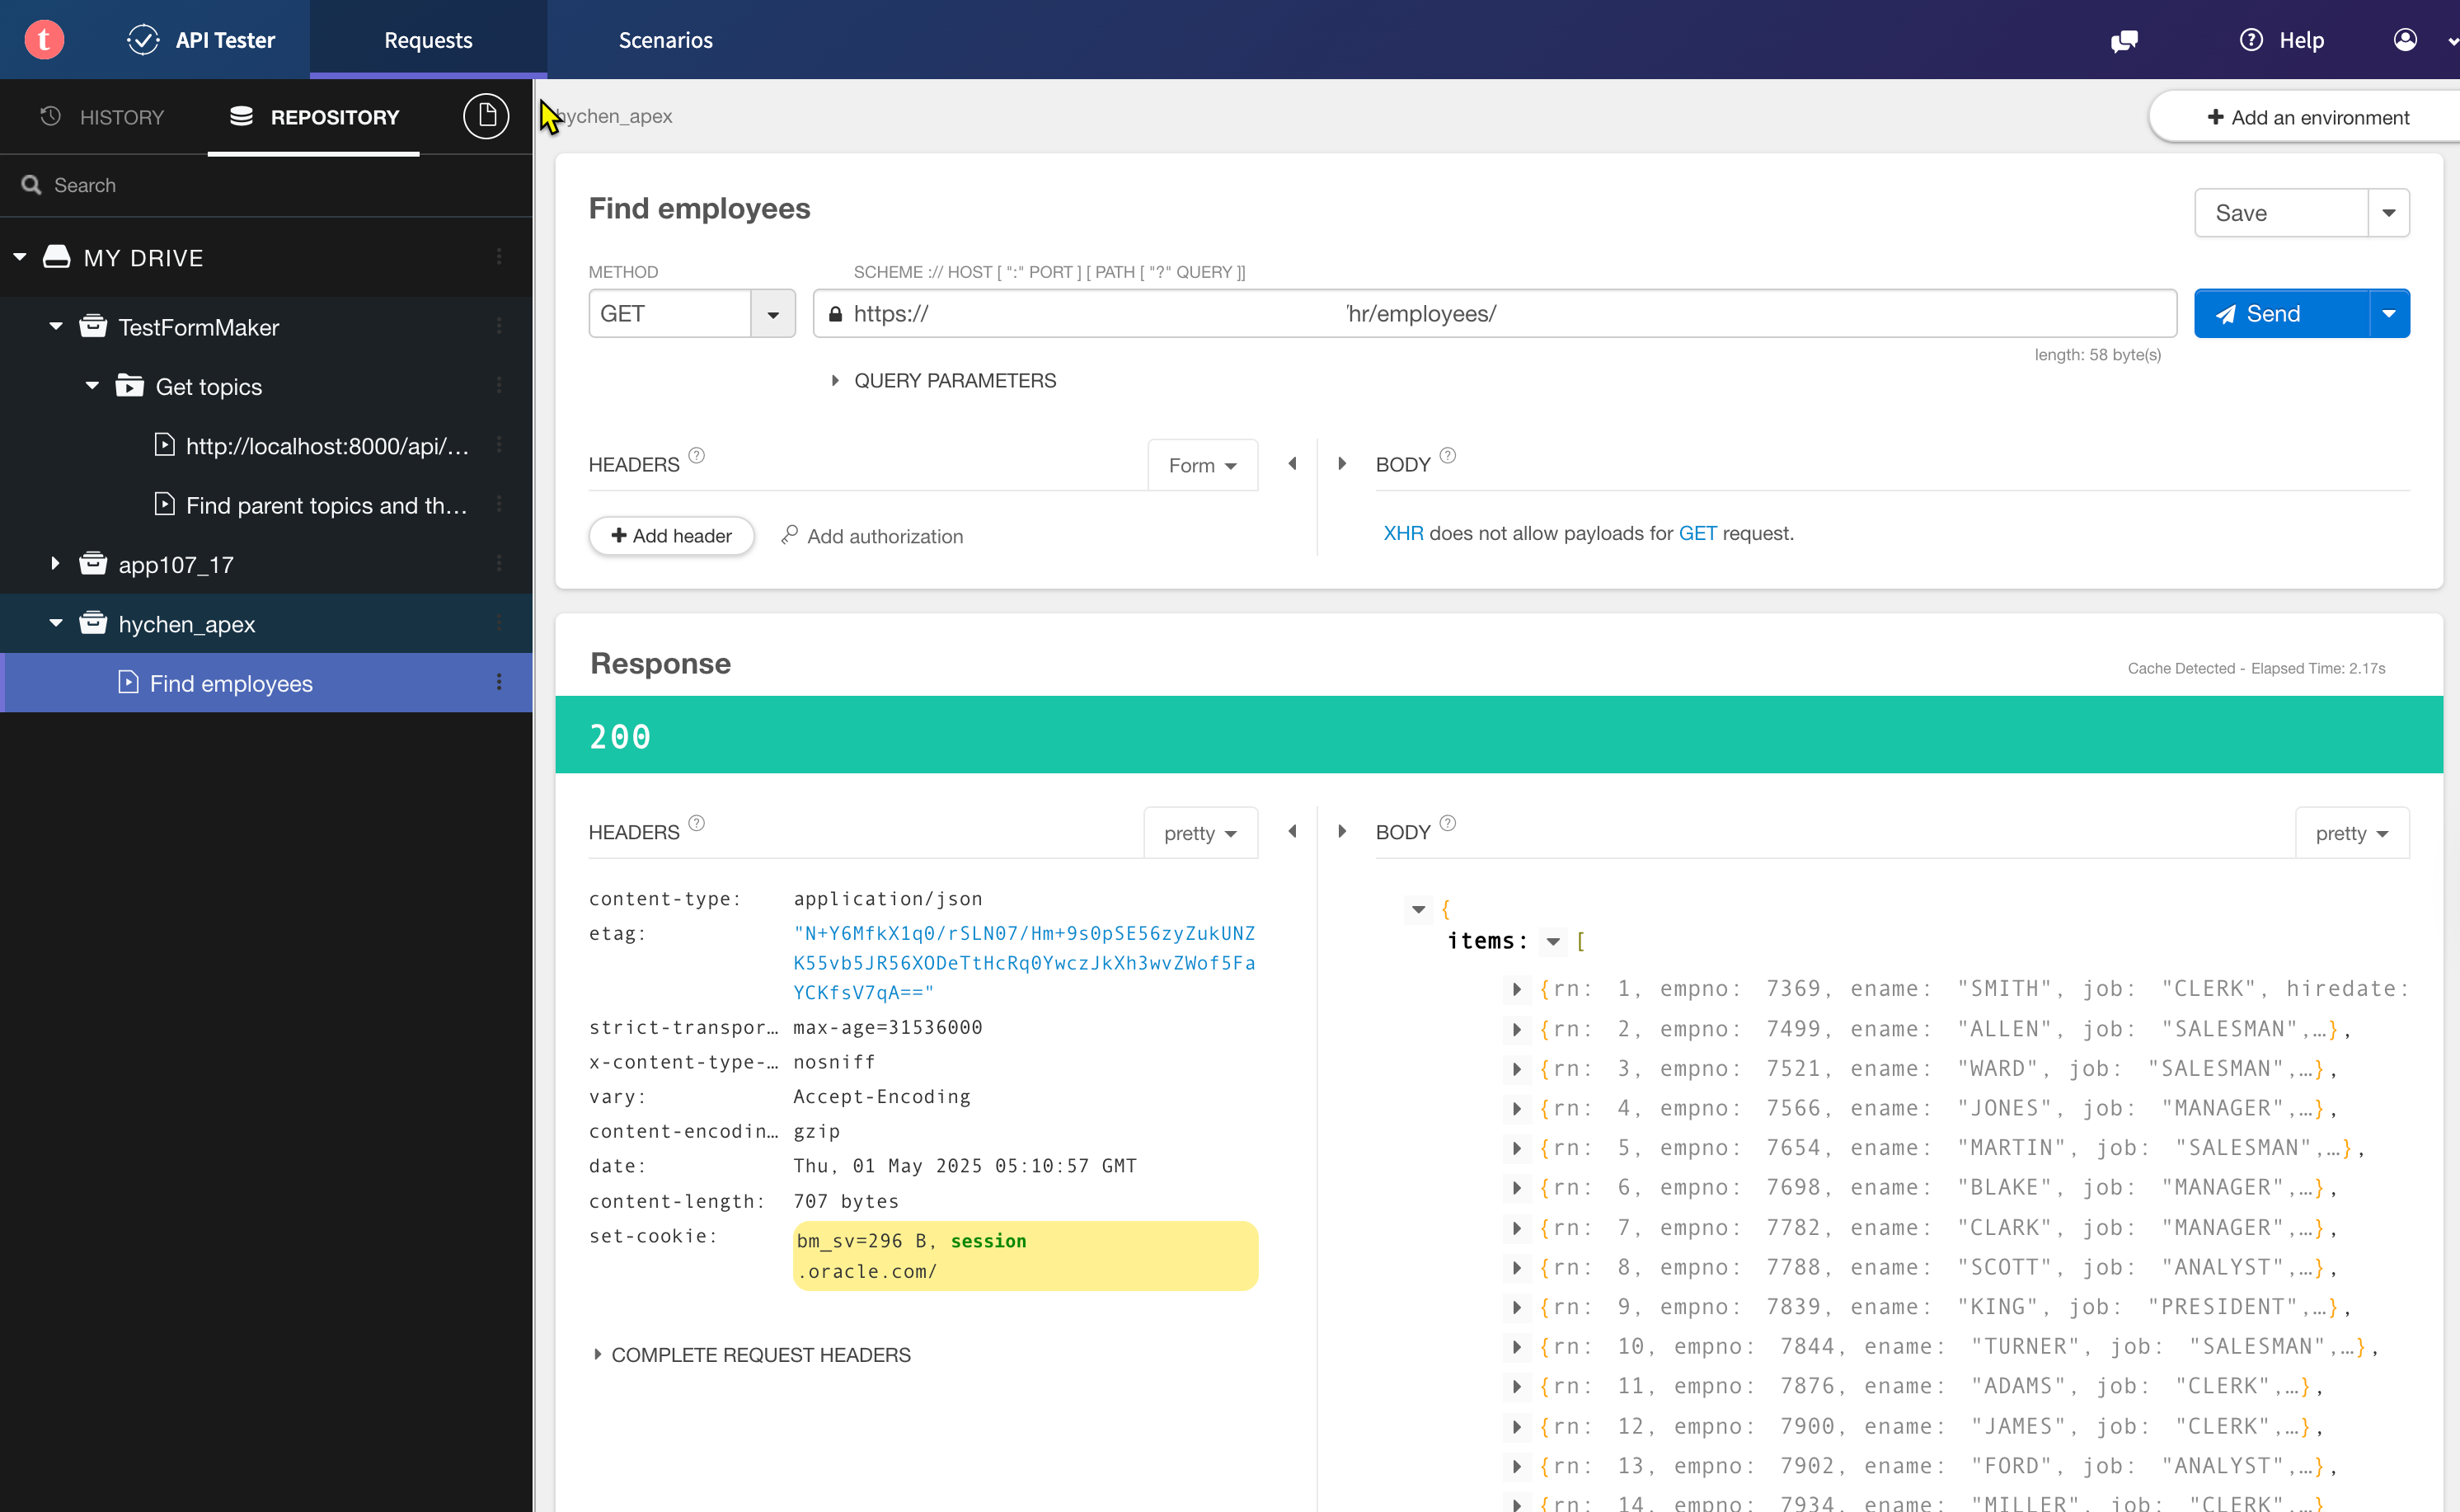 t
API Tester
Requests
Scenarios
Help
HISTORY
REPOSITORY
Search
MY DRIVE
TestFormMaker
Get topics
http://localhost:8000/api/...
Find parent topics and th...
app107_17
hychen_apex
Find employees
hychen_apex
Add an environment
Find employees
Save
METHOD
SCHEME :// HOST [ ":" PORT ] [ PATH [ "?" QUERY ]]
GET
https:// /hr/employees/
Send
length: 58 byte(s)
QUERY PARAMETERS
HEADERS ?
Form
BODY ?
Add header
Add authorization
XHR does not allow payloads for GET request.
Response
Cache Detected - Elapsed Time: 2.17s
200
HEADERS ?
pretty
BODY ?
pretty
content-type: application/json
etag: "N+Y6MfkX1q0/rSLN07/Hm+9s0pSE56zyZukUNZ
K55vb5JR56XODeTtHcRq0YwczJkXh3wvZWof5Fa
YCKfsV7qA=="
strict-transpor... max-age=31536000
x-content-type-... nosniff
vary: Accept-Encoding
content-encodin... gzip
date: Thu, 01 May 2025 05:10:57 GMT
content-length: 707 bytes
set-cookie: bm_sv=296 B, session
.oracle.com/
COMPLETE REQUEST HEADERS
{
items: [
{rn: 1, empno: 7369, ename: "SMITH", job: "CLERK", hiredate:
{rn: 2, empno: 7499, ename: "ALLEN", job: "SALESMAN",...},
{rn: 3, empno: 7521, ename: "WARD", job: "SALESMAN",...},
{rn: 4, empno: 7566, ename: "JONES", job: "MANAGER",...},
{rn: 5, empno: 7654, ename: "MARTIN", job: "SALESMAN",...},
{rn: 6, empno: 7698, ename: "BLAKE", job: "MANAGER",...},
{rn: 7, empno: 7782, ename: "CLARK", job: "MANAGER",...},
{rn: 8, empno: 7788, ename: "SCOTT", job: "ANALYST",...},
{rn: 9, empno: 7839, ename: "KING", job: "PRESIDENT",...},
{rn: 10, empno: 7844, ename: "TURNER", job: "SALESMAN",...},
{rn: 11, empno: 7876, ename: "ADAMS", job: "CLERK",...},
{rn: 12, empno: 7900, ename: "JAMES", job: "CLERK",...},
{rn: 13, empno: 7902, ename: "FORD", job: "ANALYST",...},
{rn: 14, empno: 7934, ename: "MILLER", job: "CLERK",...}